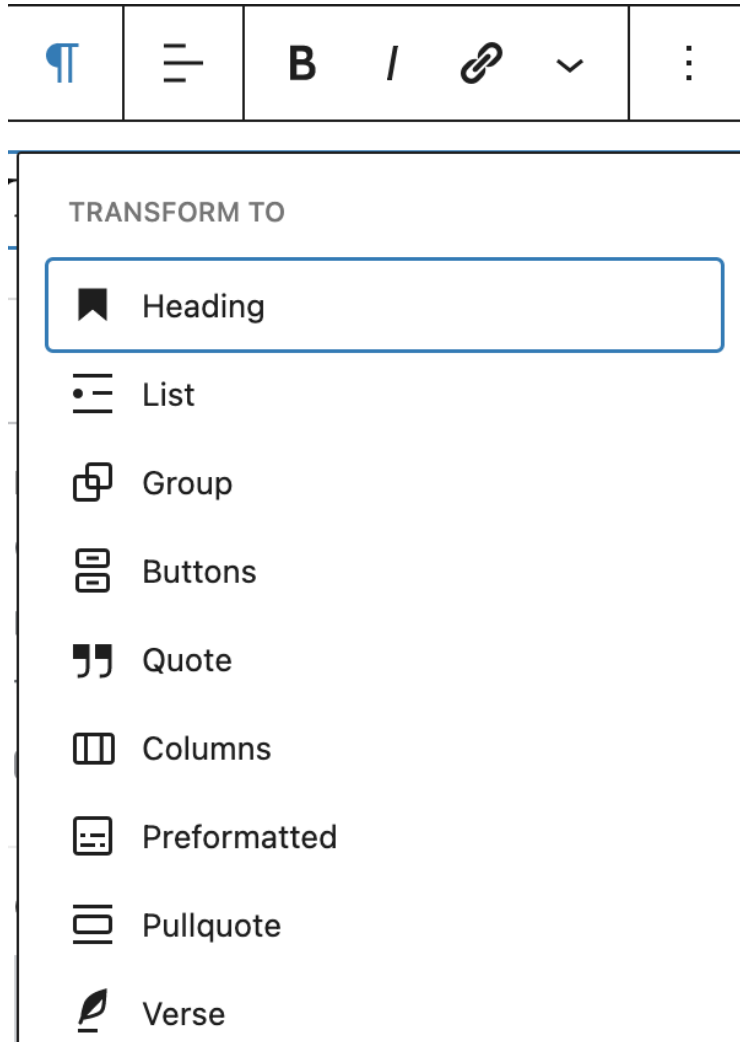 B I
TRANSFORM TO
Heading
List
Group
Buttons
Quote
Columns
Preformatted
Pullquote
Verse